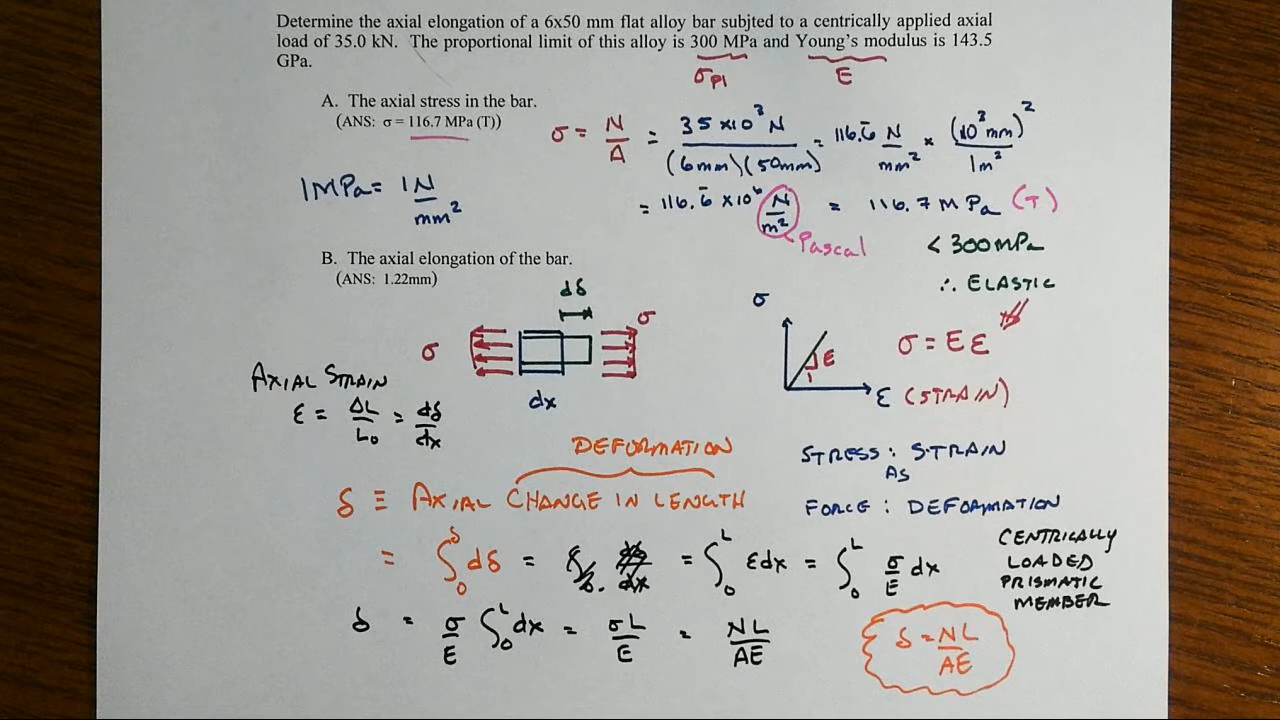 Determine the axial elongation of a 6x50 mm flat alloy bar subjted to a centrically applied axial
load of 35.0 kN. The proportional limit of this alloy is 300 MPa and Young's modulus is 143.5
GPa.
σPl E
A. The axial stress in the bar.
(ANS: σ = 116.7 MPa (T))
σ = N/A = 35 x10³ N / (6mm)(50mm) = 116.6̄ N/mm² x (10³ mm)²/1m²
1MPa = 1N/mm²
= 116.6̄ x10⁶ N/m² = 116.7 MPa (T)
Pascal
< 300MPa
∴ ELASTIC
B. The axial elongation of the bar.
(ANS: 1.22mm)
dδ
σ σ
dx
σ
E
1
ε (STRAIN)
σ = Eε
AXIAL STRAIN
ε = ΔL/L₀ = dδ/dx
DEFORMATION
δ ≡ AXIAL CHANGE IN LENGTH
STRESS : STRAIN
AS
FORCE : DEFORMATION
= ∫₀^δ dδ = = ∫₀^L εdx = ∫₀^L σ/E dx
δ = σ/E ∫₀^L dx = σL/E = NL/AE
CENTRICALLY
LOADED
PRISMATIC
MEMBER
δ = NL/AE